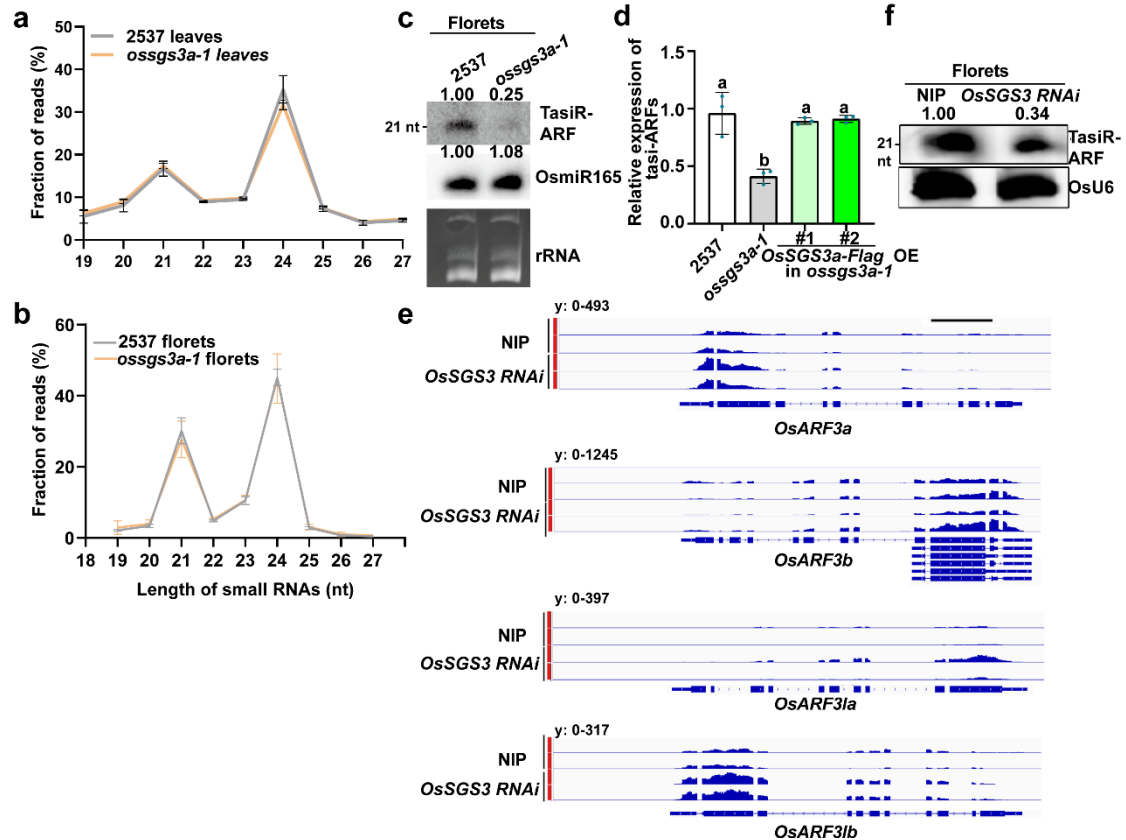 a
2537 leaves
ossgs3a-1 leaves
Fraction of reads (%)
50
40
30
20
10
0
19 20 21 22 23 24 25 26 27
b
2537 florets
ossgs3a-1 florets
Fraction of reads (%)
60
40
20
0
18 19 20 21 22 23 24 25 26 27
Length of small RNAs (nt)
c
Florets
2537 ossgs3a-1
1.00 0.25
21 nt
TasiR-
ARF
1.00 1.08
OsmiR165
rRNA
d
Relative expression of
tasi-ARFs
1.5
1.0
0.5
0.0
a b a a
2537
ossgs3a-1
#1 #2
OsSGS3a-Flag OE
in ossgs3a-1
f
Florets
NIP OsSGS3 RNAi
1.00 0.34
21
nt
TasiR-
ARF
OsU6
e
y: 0-493
NIP
OsSGS3 RNAi
OsARF3a
y: 0-1245
NIP
OsSGS3 RNAi
OsARF3b
y: 0-397
NIP
OsSGS3 RNAi
OsARF3la
y: 0-317
NIP
OsSGS3 RNAi
OsARF3lb